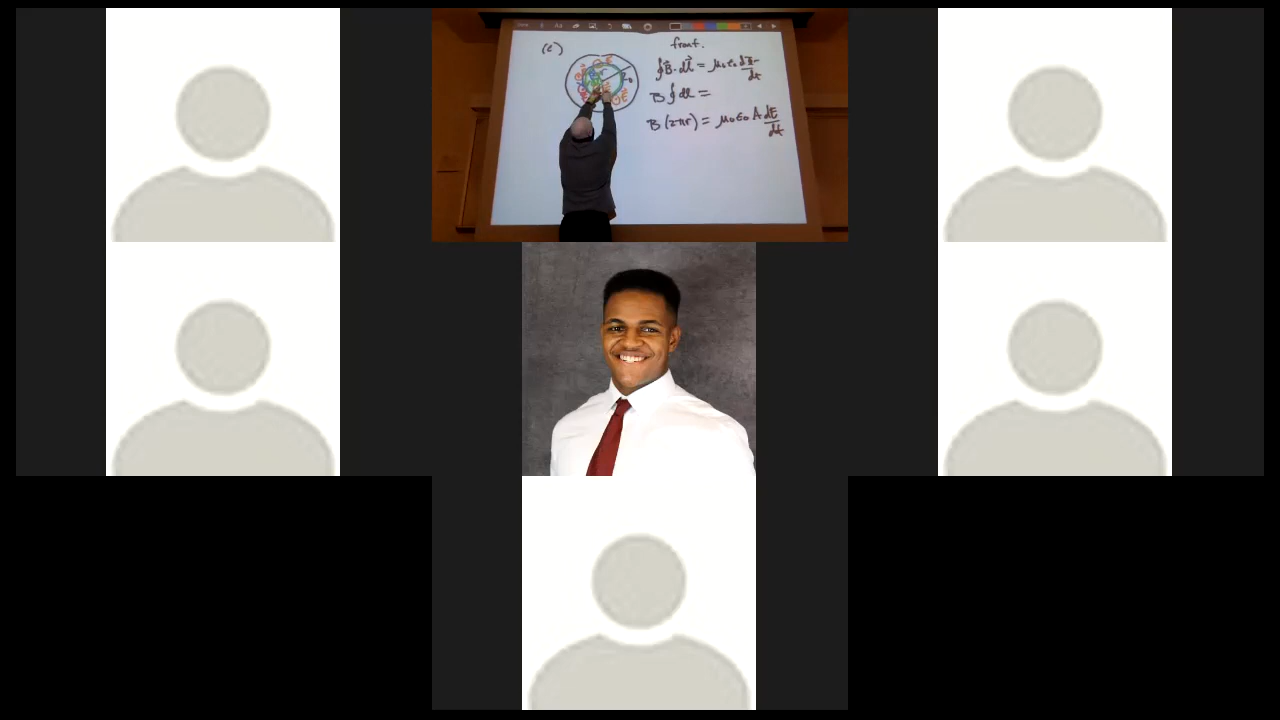 (c)
front.
∮B⃗·dl⃗ = μ₀ε₀ dΦE/dt
B∮dl =
B(2πr) = μ₀ε₀ A dE/dt